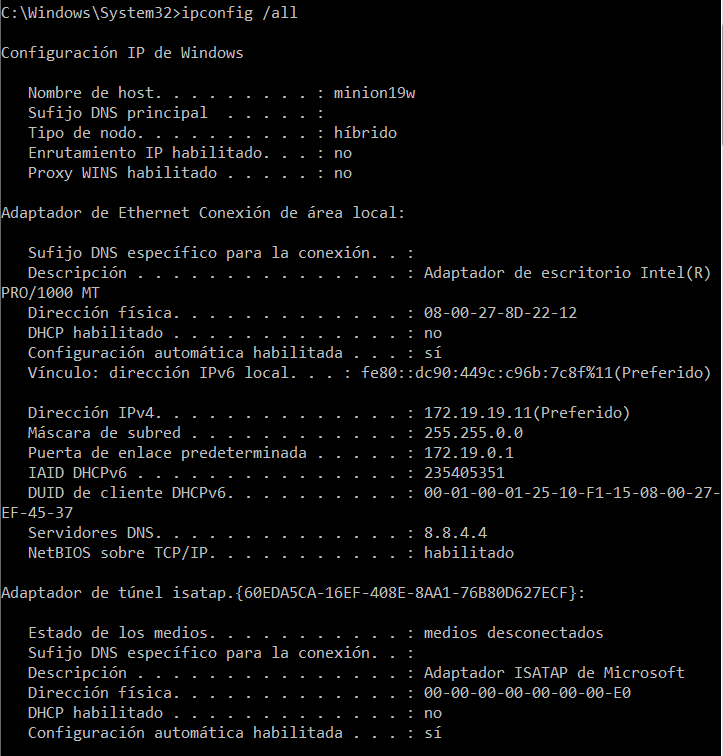 C:\Windows\System32>ipconfig /all
Configuración IP de Windows
Nombre de host. . . . . . . . . : minion19w
Sufijo DNS principal  . . . . . :
Tipo de nodo. . . . . . . . . . : híbrido
Enrutamiento IP habilitado. . . : no
Proxy WINS habilitado . . . . . : no
Adaptador de Ethernet Conexión de área local:
Sufijo DNS específico para la conexión. . :
Descripción . . . . . . . . . . . . . . . : Adaptador de escritorio Intel(R)
PRO/1000 MT
Dirección física. . . . . . . . . . . . . : 08-00-27-8D-22-12
DHCP habilitado . . . . . . . . . . . . . : no
Configuración automática habilitada . . . : sí
Vínculo: dirección IPv6 local. . . : fe80::dc90:449c:c96b:7c8f%11(Preferido)
Dirección IPv4. . . . . . . . . . . . . . : 172.19.19.11(Preferido)
Máscara de subred . . . . . . . . . . . . : 255.255.0.0
Puerta de enlace predeterminada . . . . . : 172.19.0.1
IAID DHCPv6 . . . . . . . . . . . . . . . : 235405351
DUID de cliente DHCPv6. . . . . . . . . . : 00-01-00-01-25-10-F1-15-08-00-27-
EF-45-37
Servidores DNS. . . . . . . . . . . . . . : 8.8.4.4
NetBIOS sobre TCP/IP. . . . . . . . . . . : habilitado
Adaptador de túnel isatap.{60EDA5CA-16EF-408E-8AA1-76B80D627ECF}:
Estado de los medios. . . . . . . . . . . : medios desconectados
Sufijo DNS específico para la conexión. . :
Descripción . . . . . . . . . . . . . . . : Adaptador ISATAP de Microsoft
Dirección física. . . . . . . . . . . . . : 00-00-00-00-00-00-00-E0
DHCP habilitado . . . . . . . . . . . . . : no
Configuración automática habilitada . . . : sí